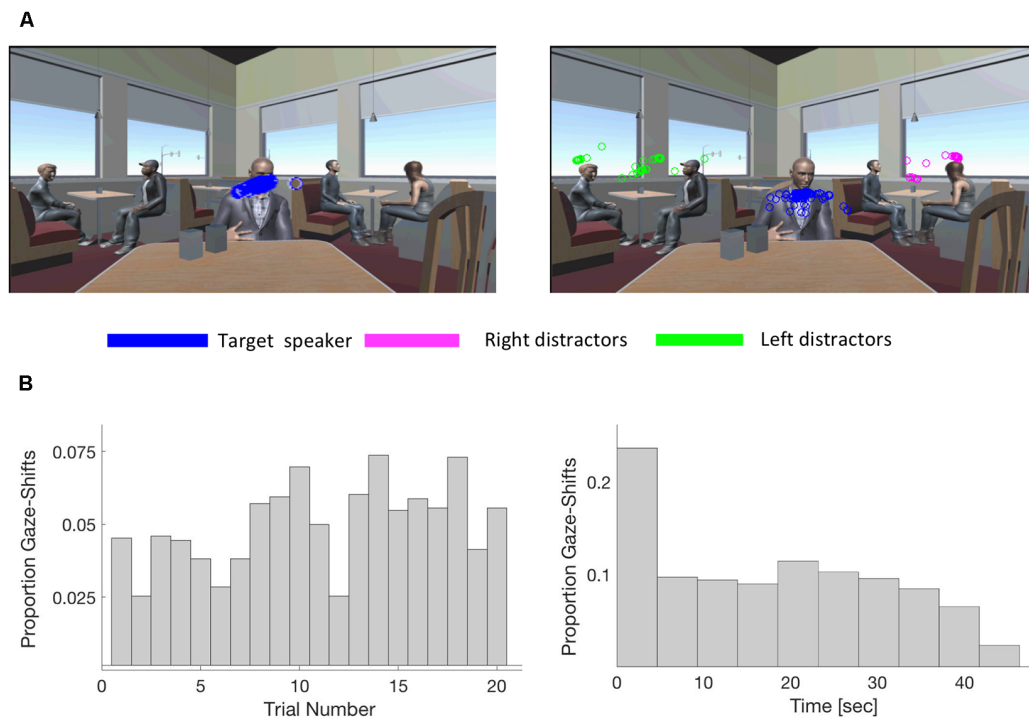 A
Target speaker
Right distractors
Left distractors
B
Proportion Gaze-Shifts
0.075
0.05
0.025
0
5
10
15
20
Trial Number
Proportion Gaze-Shifts
0.2
0.1
0
10
20
30
40
Time [sec]